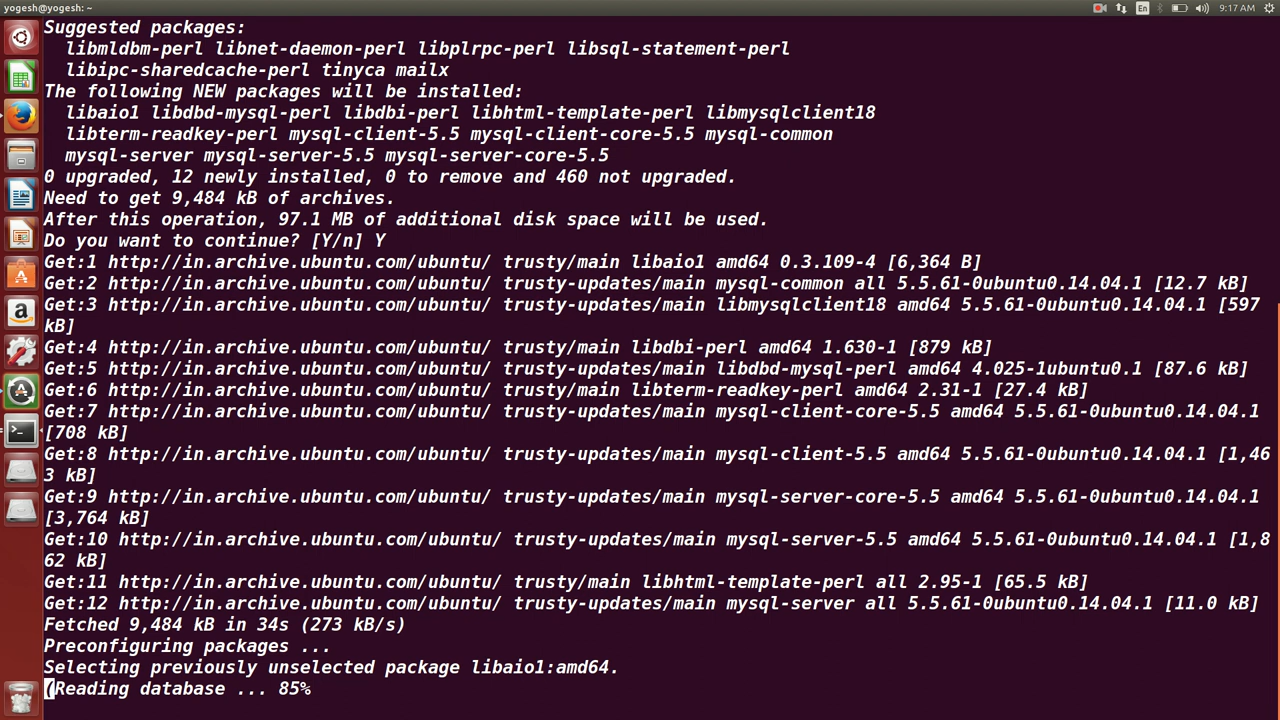 yogesh@yogesh: ~
En
9:17 AM
Suggested packages:
libmldbm-perl libnet-daemon-perl libplrpc-perl libsql-statement-perl
libipc-sharedcache-perl tinyca mailx
The following NEW packages will be installed:
libaio1 libdbd-mysql-perl libdbi-perl libhtml-template-perl libmysqlclient18
libterm-readkey-perl mysql-client-5.5 mysql-client-core-5.5 mysql-common
mysql-server mysql-server-5.5 mysql-server-core-5.5
0 upgraded, 12 newly installed, 0 to remove and 460 not upgraded.
Need to get 9,484 kB of archives.
After this operation, 97.1 MB of additional disk space will be used.
Do you want to continue? [Y/n] Y
Get:1 http://in.archive.ubuntu.com/ubuntu/ trusty/main libaio1 amd64 0.3.109-4 [6,364 B]
Get:2 http://in.archive.ubuntu.com/ubuntu/ trusty-updates/main mysql-common all 5.5.61-0ubuntu0.14.04.1 [12.7 kB]
Get:3 http://in.archive.ubuntu.com/ubuntu/ trusty-updates/main libmysqlclient18 amd64 5.5.61-0ubuntu0.14.04.1 [597
kB]
Get:4 http://in.archive.ubuntu.com/ubuntu/ trusty/main libdbi-perl amd64 1.630-1 [879 kB]
Get:5 http://in.archive.ubuntu.com/ubuntu/ trusty-updates/main libdbd-mysql-perl amd64 4.025-1ubuntu0.1 [87.6 kB]
Get:6 http://in.archive.ubuntu.com/ubuntu/ trusty/main libterm-readkey-perl amd64 2.31-1 [27.4 kB]
Get:7 http://in.archive.ubuntu.com/ubuntu/ trusty-updates/main mysql-client-core-5.5 amd64 5.5.61-0ubuntu0.14.04.1
[708 kB]
Get:8 http://in.archive.ubuntu.com/ubuntu/ trusty-updates/main mysql-client-5.5 amd64 5.5.61-0ubuntu0.14.04.1 [1,46
3 kB]
Get:9 http://in.archive.ubuntu.com/ubuntu/ trusty-updates/main mysql-server-core-5.5 amd64 5.5.61-0ubuntu0.14.04.1
[3,764 kB]
Get:10 http://in.archive.ubuntu.com/ubuntu/ trusty-updates/main mysql-server-5.5 amd64 5.5.61-0ubuntu0.14.04.1 [1,8
62 kB]
Get:11 http://in.archive.ubuntu.com/ubuntu/ trusty/main libhtml-template-perl all 2.95-1 [65.5 kB]
Get:12 http://in.archive.ubuntu.com/ubuntu/ trusty-updates/main mysql-server all 5.5.61-0ubuntu0.14.04.1 [11.0 kB]
Fetched 9,484 kB in 34s (273 kB/s)
Preconfiguring packages ...
Selecting previously unselected package libaio1:amd64.
(Reading database ... 85%